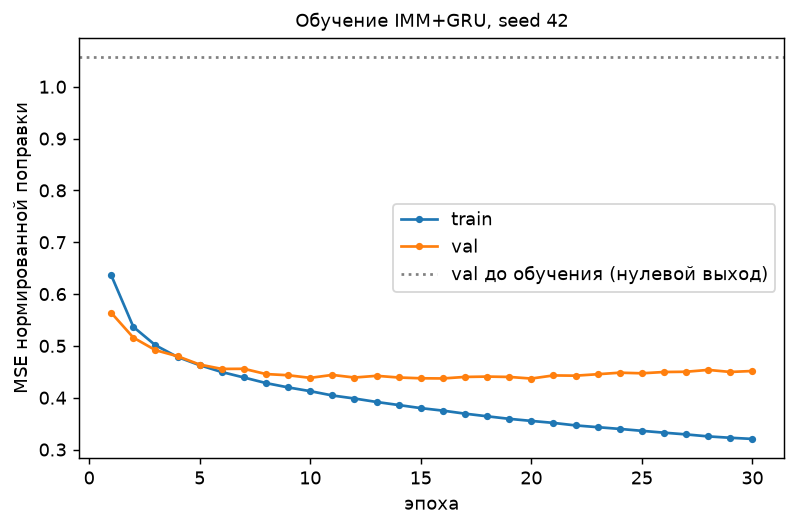 Обучение IMM+GRU, seed 42
MSE нормированной поправки
1.0
0.9
0.8
0.7
0.6
0.5
0.4
0.3
train
val
val до обучения (нулевой выход)
0 5 10 15 20 25 30
эпоха